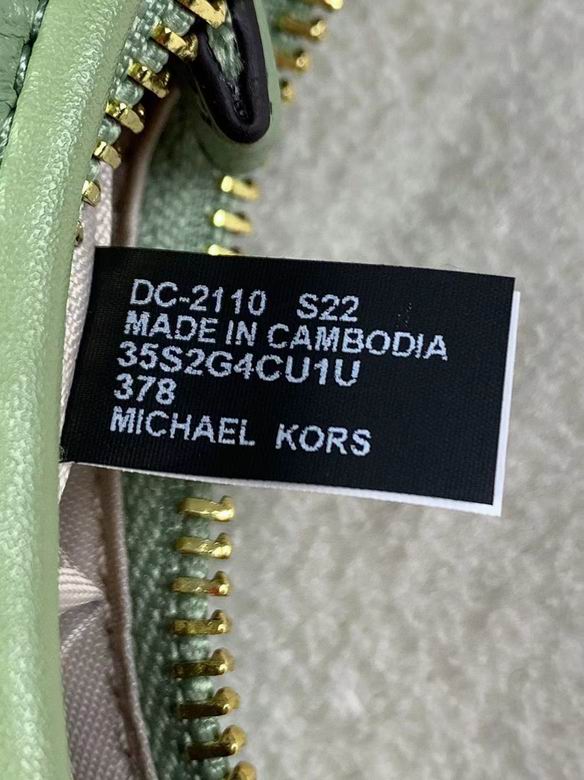 DC-2110 S22
MADE IN CAMBODIA
35S2G4CU1U
378
MICHAEL KORS